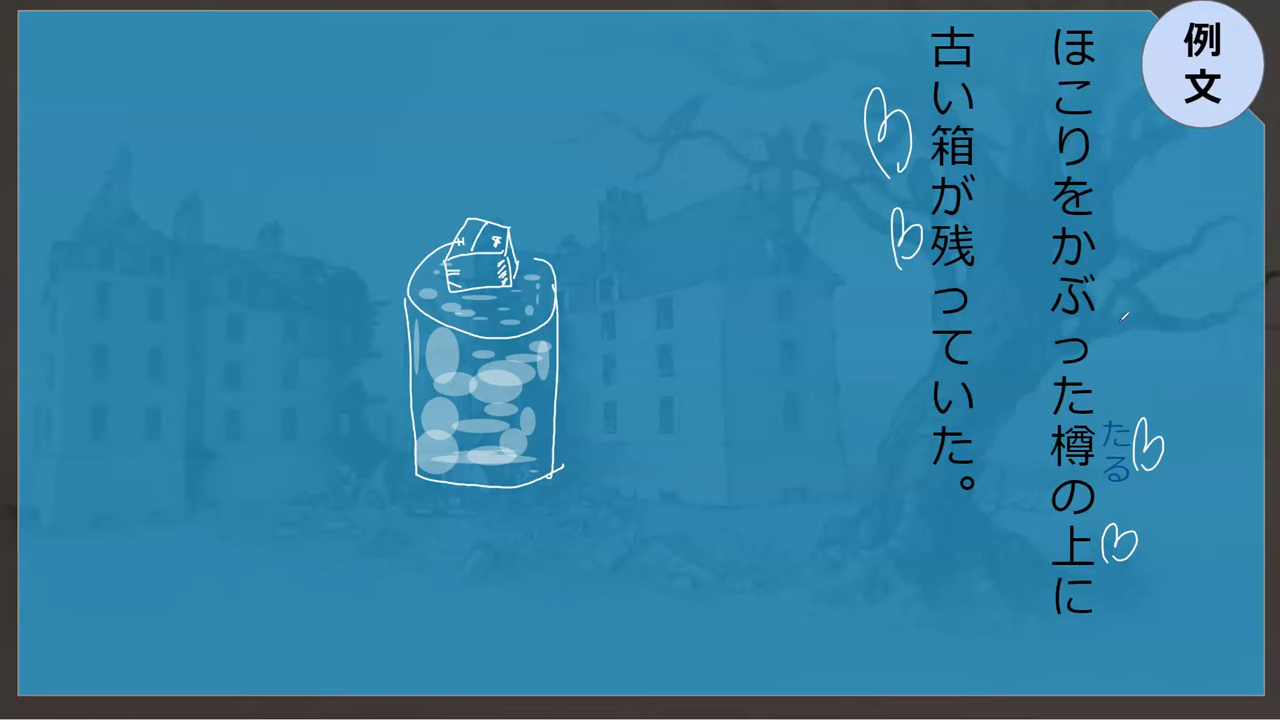 例文
ほこりをかぶった樽の上に
たる
古い箱が残っていた。